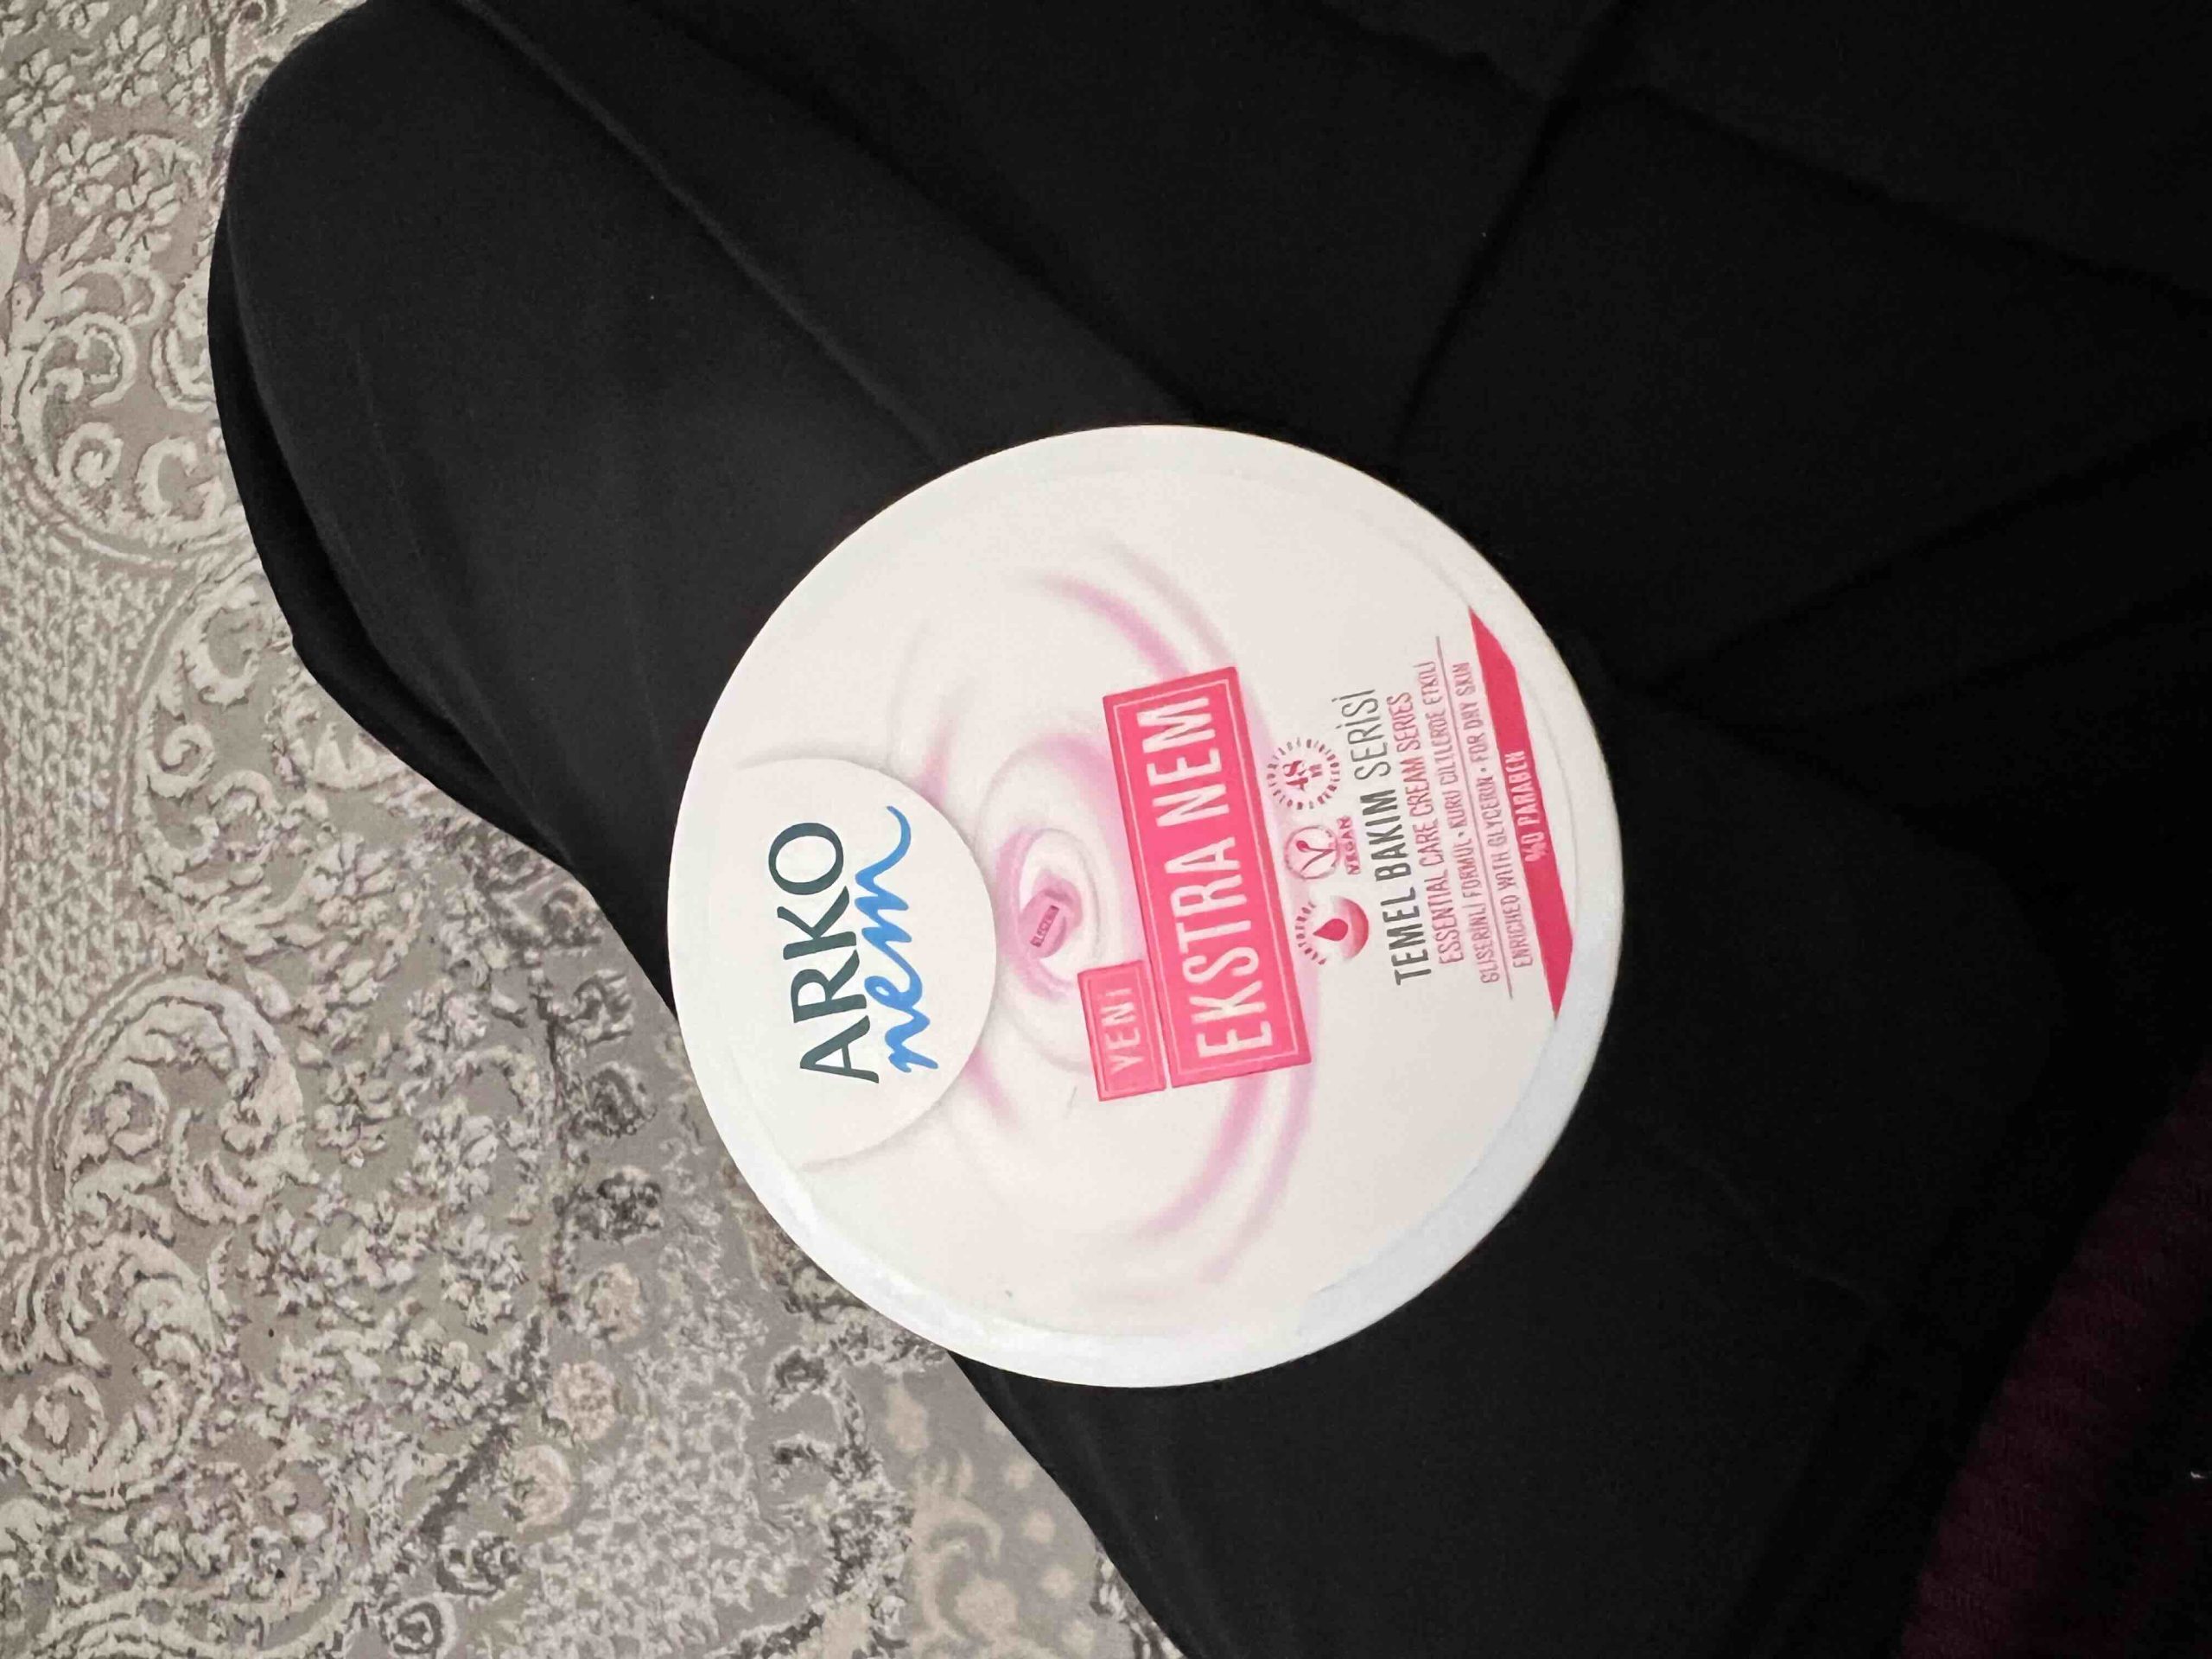 ARKO
nem
YENİ
EKSTRA NEM
48
VEGAN
TEMEL BAKIM SERİSİ
ESSENTIAL CARE CREAM SERIES
GLİSERİNLİ FORMÜL • KURU CİLTLERDE ETKİLİ
ENRICHED WITH GLYCERIN • FOR DRY SKIN
%0 PARABEN